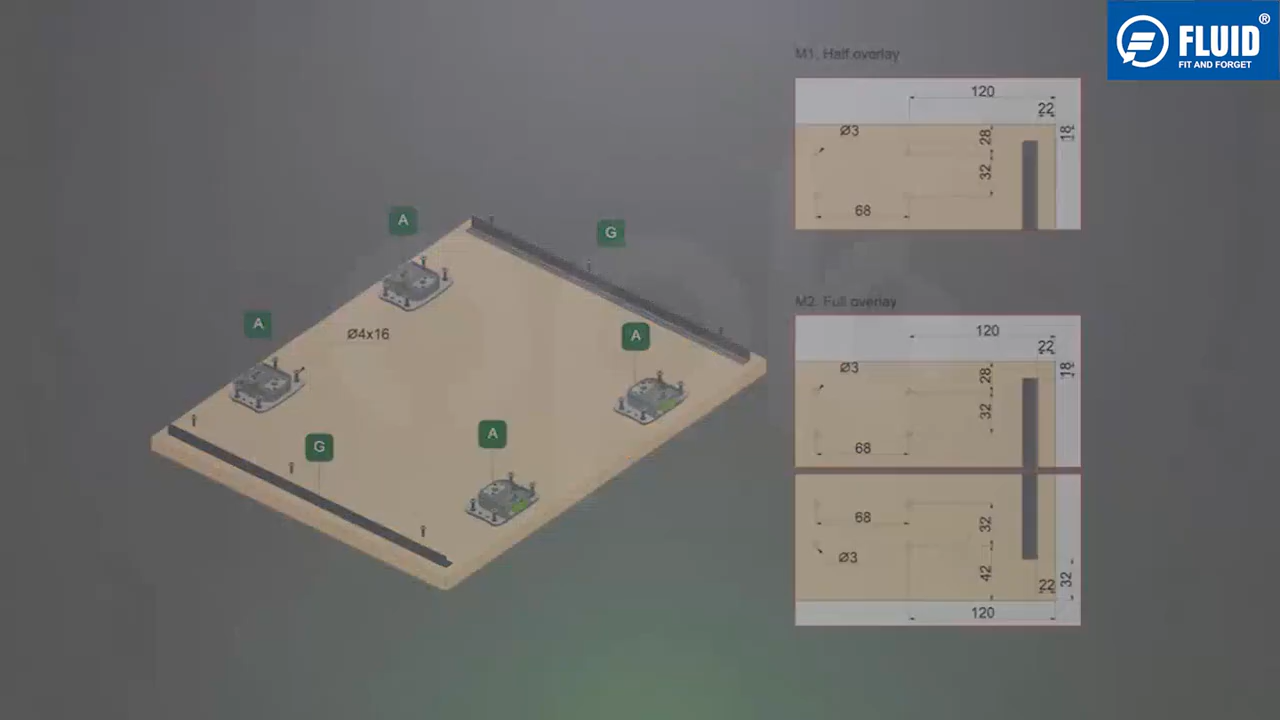 FLUID®
FIT AND FORGET
M1. Half overlay
120
22
Ø3
28
18
32
68
A
G
A
Ø4x16
A
G
A
M2. Full overlay
120
22
Ø3
28
18
32
68
68
32
Ø3
42
22
32
120